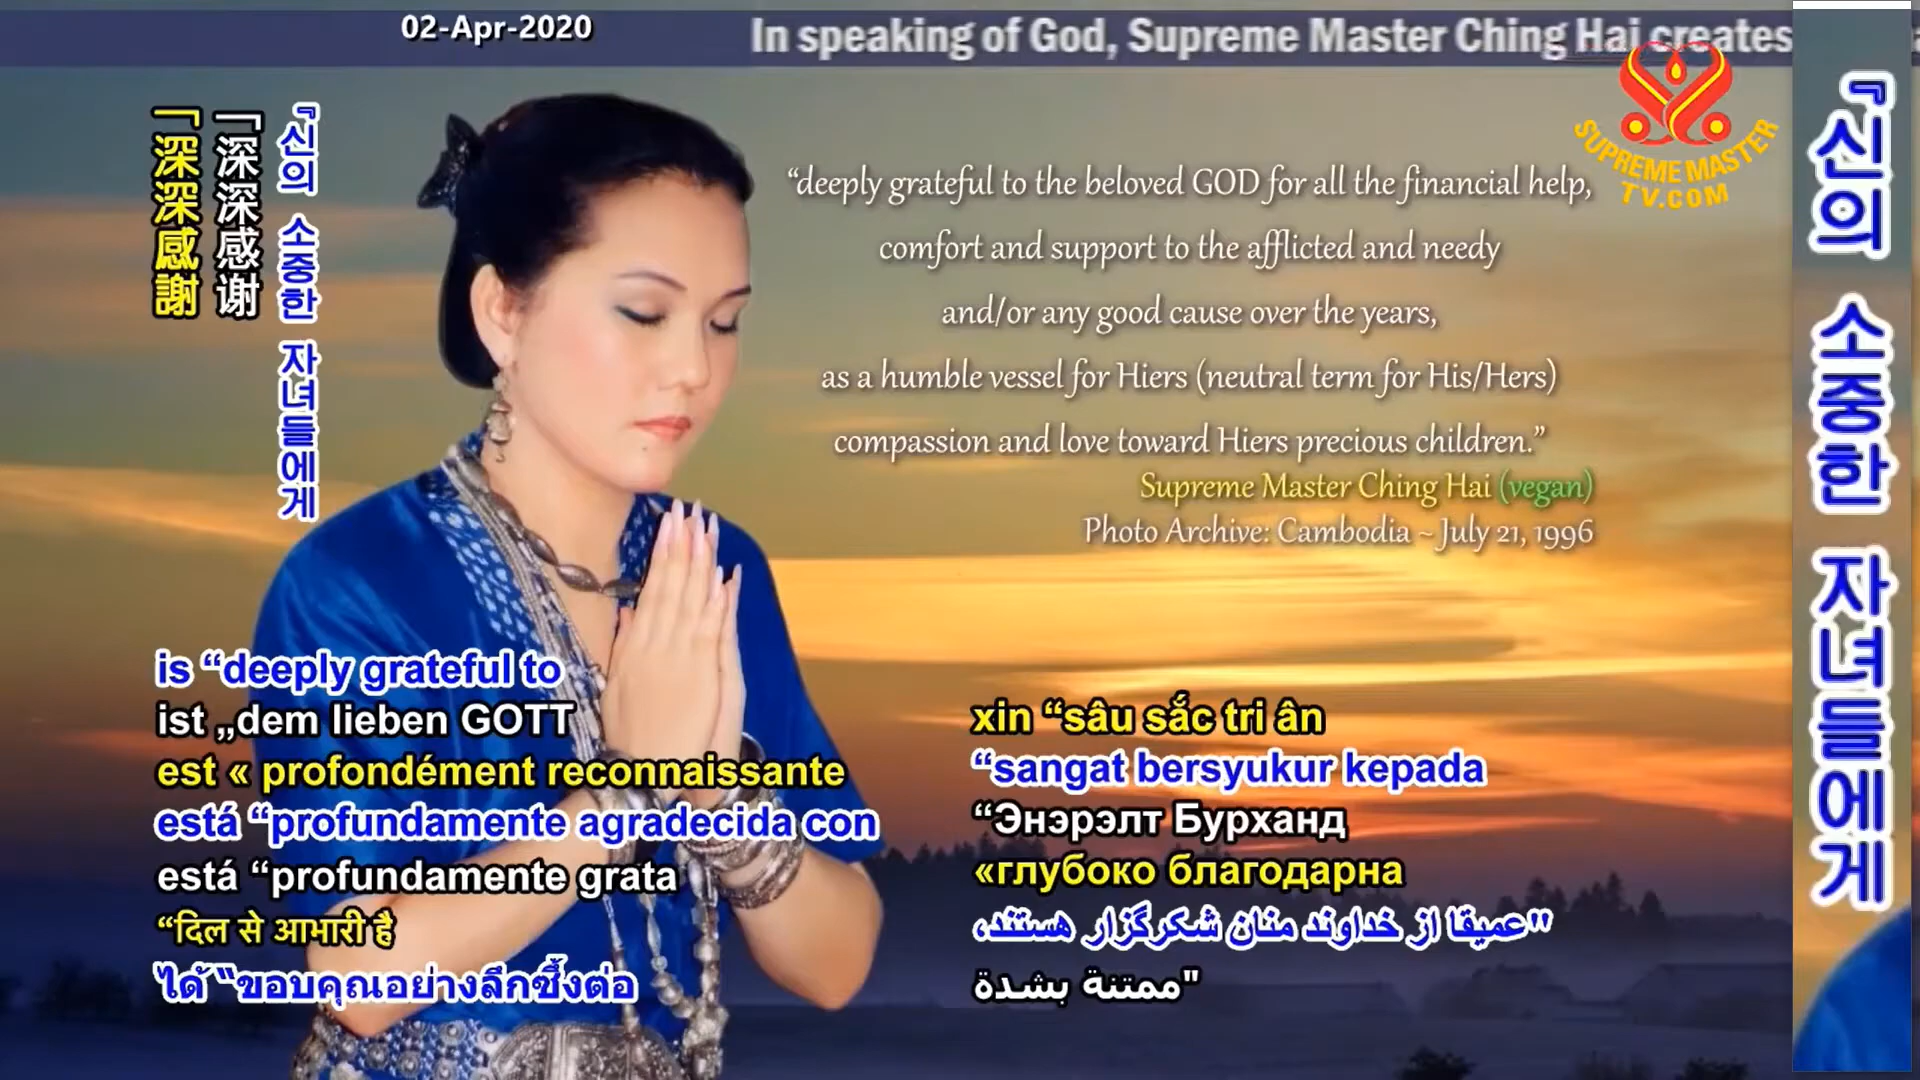 02-Apr-2020
In speaking of God, Supreme Master Ching Hai creates
SUPREME MASTER
TV.COM
「深深感謝
「深深感谢
『신의 소중한 자녀들에게
“deeply grateful to the beloved GOD for all the financial help,
comfort and support to the afflicted and needy
and/or any good cause over the years,
as a humble vessel for Hiers (neutral term for His/Hers)
compassion and love toward Hiers precious children.”
Supreme Master Ching Hai (vegan)
Photo Archive: Cambodia ~ July 21, 1996
is “deeply grateful to
ist „dem lieben GOTT
est « profondément reconnaissante
está “profundamente agradecida con
está “profundamente grata
“दिल से आभारी है
ได้ “ขอบคุณอย่างลึกซึ้งต่อ
xin “sâu sắc tri ân
“sangat bersyukur kepada
“Энэрэлт Бурханд
«глубоко благодарна
"عمیقا از خداوند منان شکرگزار هستند،
"ممتنة بشدة
『신의 소중한 자녀들에게